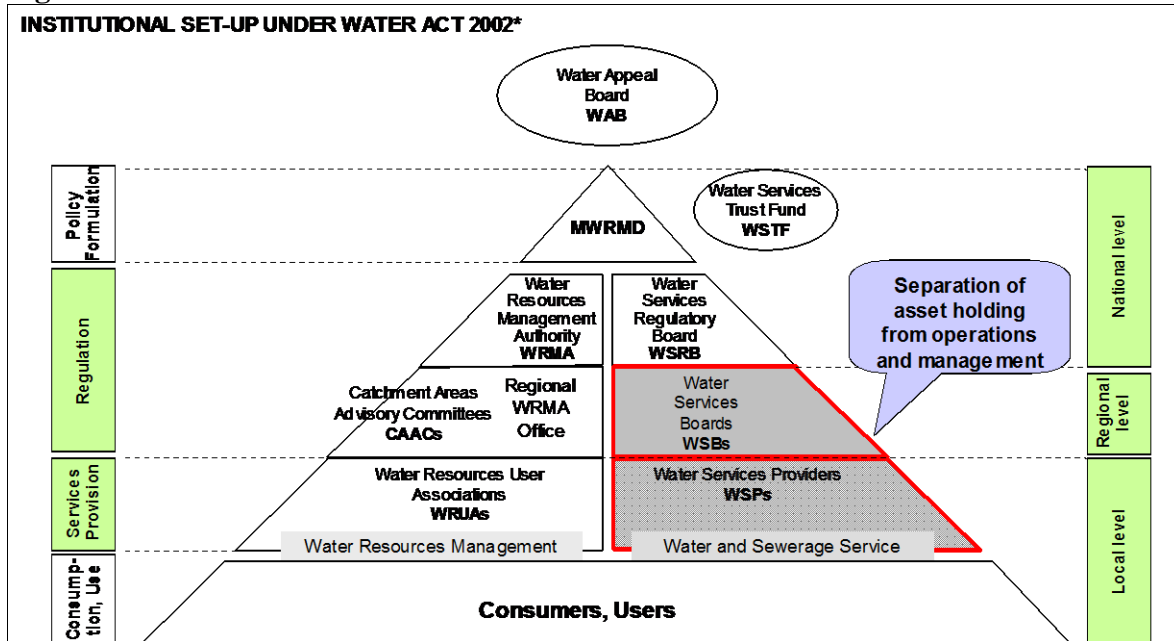 INSTITUTIONAL SET-UP UNDER WATER ACT 2002*
Water Appeal
Board
WAB
Policy
Formulation
MWRMD
Water Services
Trust Fund
WSTF
National level
Regulation
Water
Resources
Management
Authority
WRMA
Water
Services
Regulatory
Board
WSRB
Separation of
asset holding
from operations
and management
Catchment Areas
Advisory Committees
CAACs
Regional
WRMA
Office
Water
Services
Boards
WSBs
Regional
level
Services
Provision
Water Resources User
Associations
WRUAs
Water Services Providers
WSPs
Water Resources Management
Water and Sewerage Service
Local level
Consump-
tion, Use
Consumers, Users